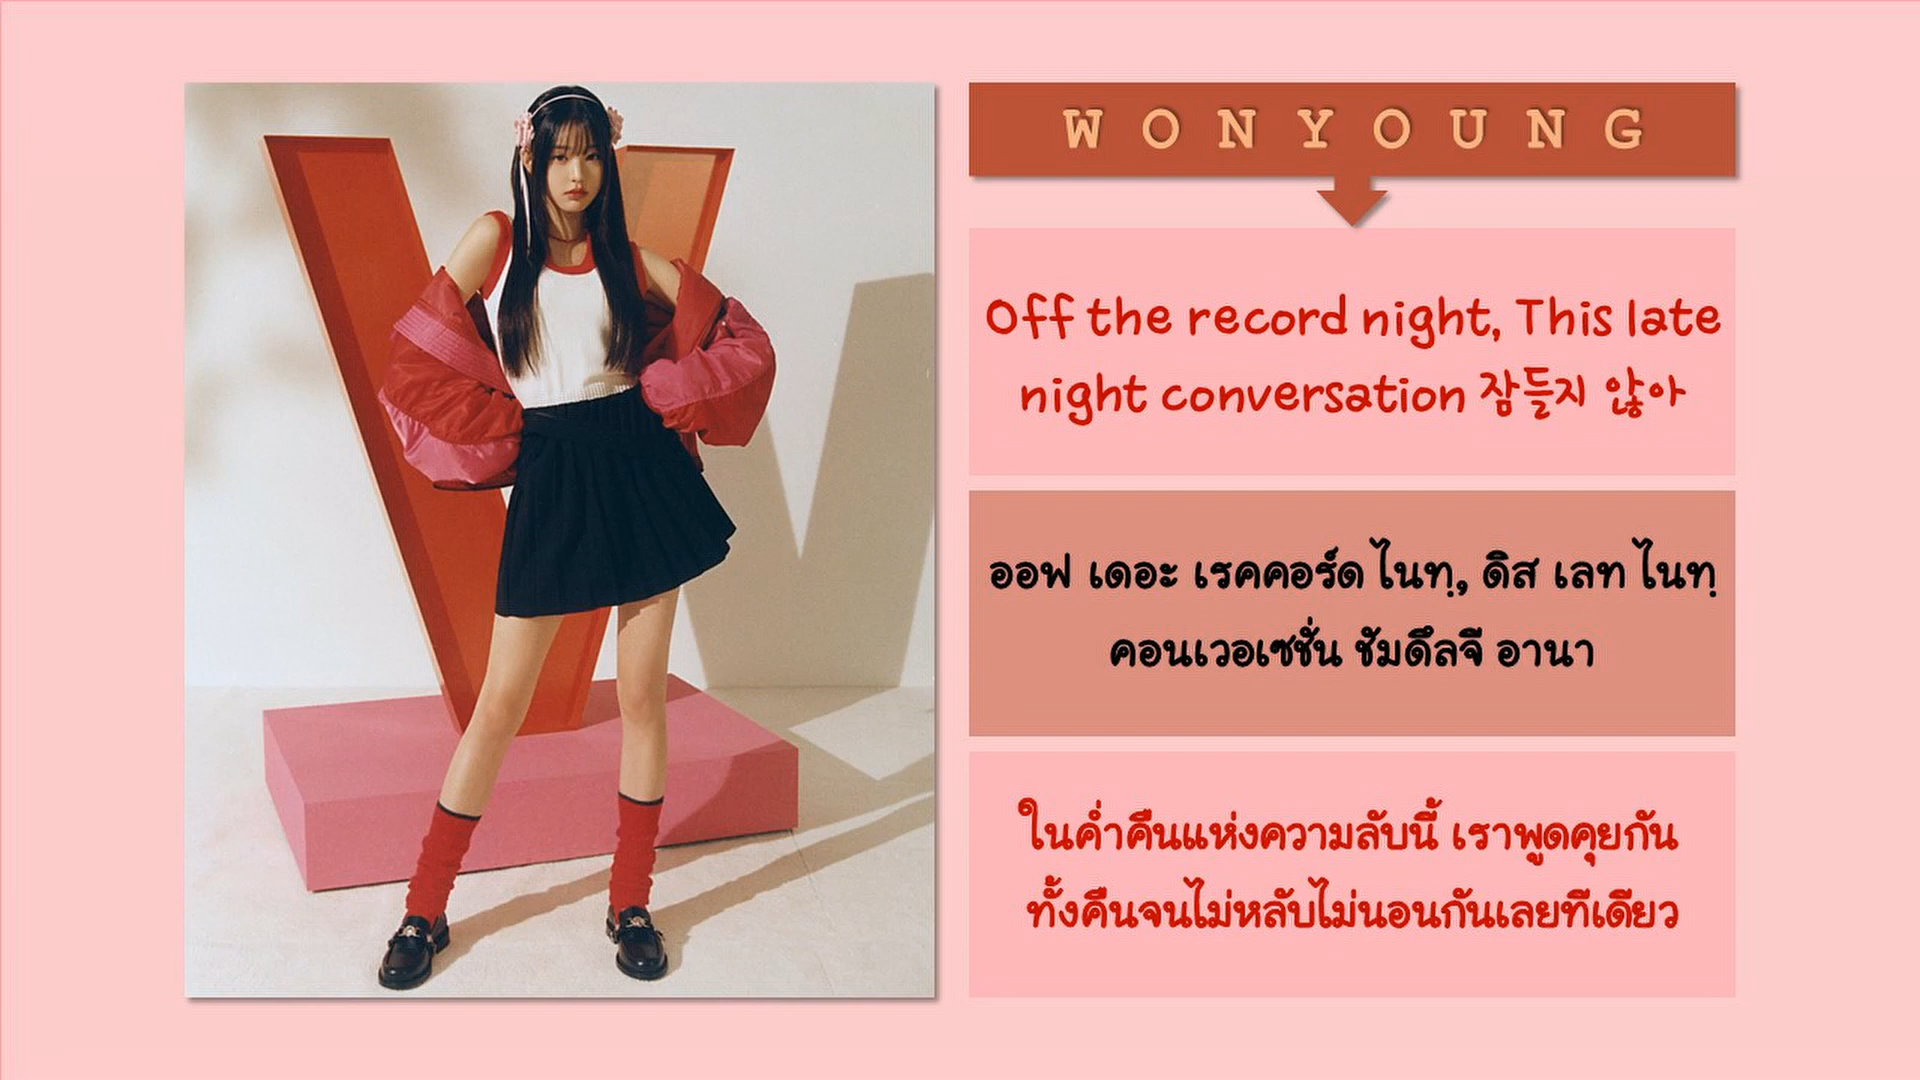 WONYOUNG
Off the record night, This late
night conversation 잠들지 않아
ออฟ เดอะ เรคคอร์ด ไนทฺ, ดิส เลท ไนทฺ
คอนเวอเซชั่น ชัมดึลจี อานา
ในค่ำคืนแห่งความลับนี้ เราพูดคุยกัน
ทั้งคืนจนไม่หลับไม่นอนกันเลยทีเดียว